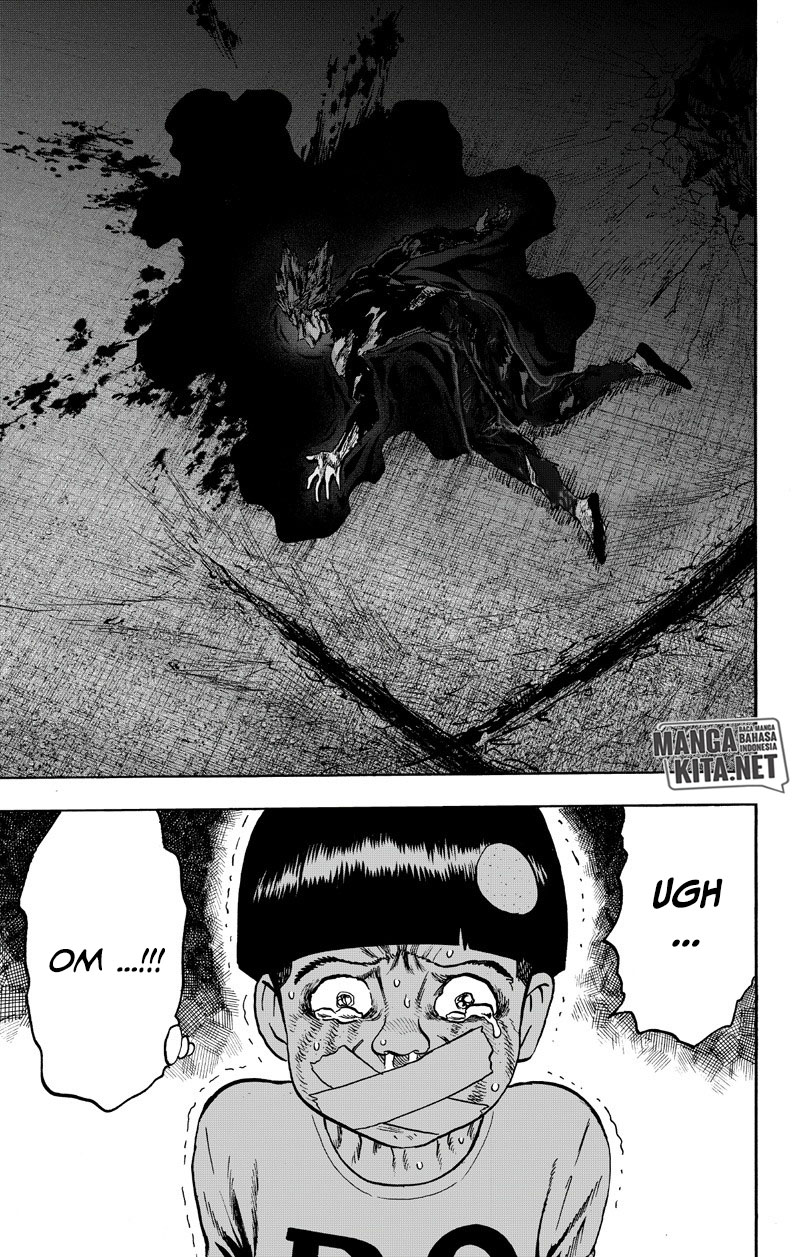 MANGA
KITA.NET
BACA MANGA
BAHASA
INDONESIA
UGH
...
OM ...!!!